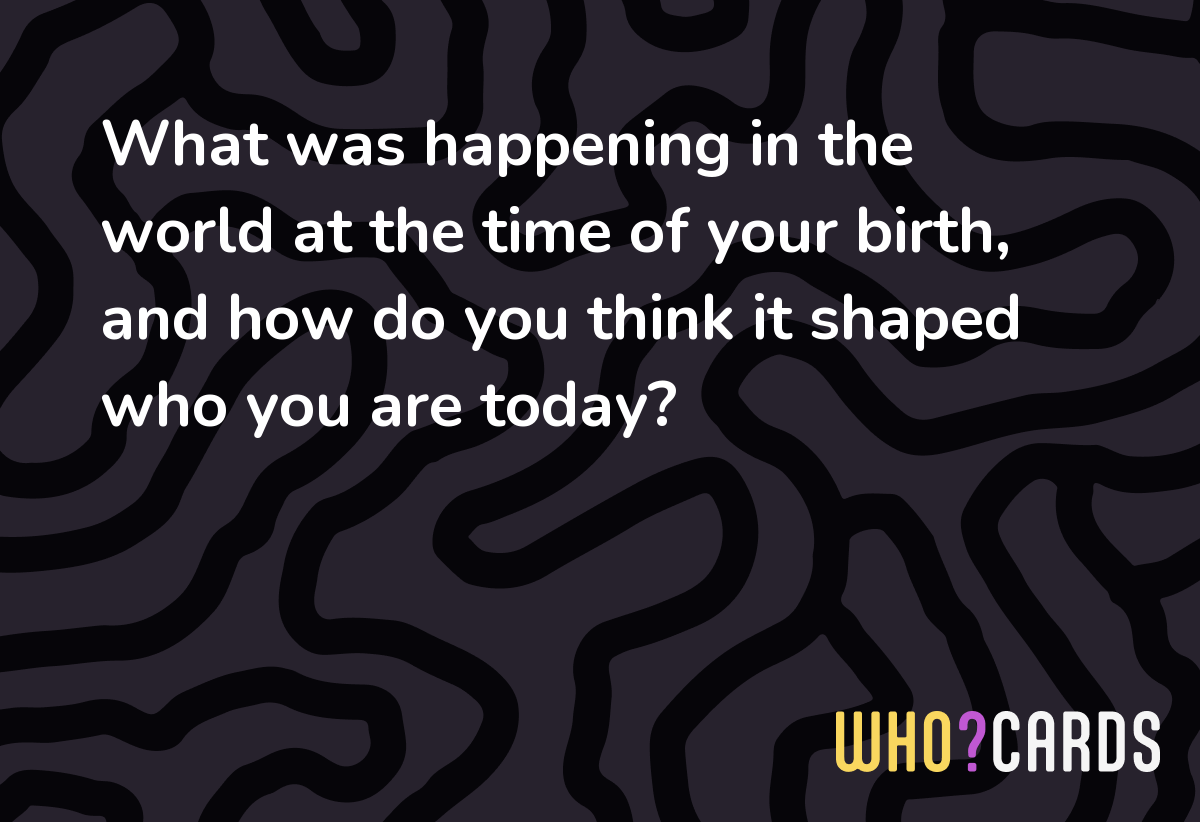 What was happening in the
world at the time of your birth,
and how do you think it shaped
who you are today?
WHO?CARDS